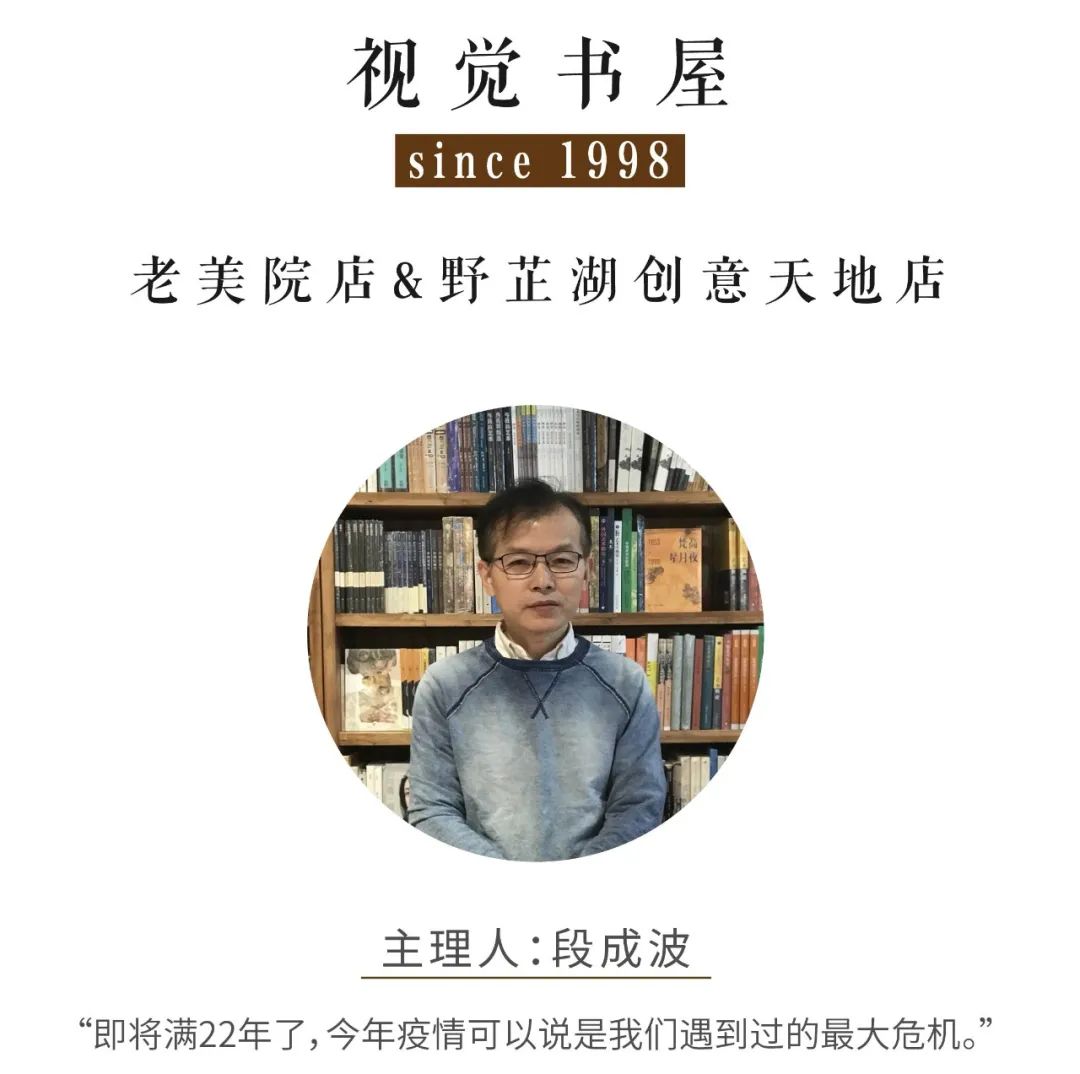 视觉书屋
since 1998
老美院店&野芷湖创意天地店
梵高
星月夜
主理人：段成波
“即将满22年了，今年疫情可以说是我们遇到过的最大危机。”